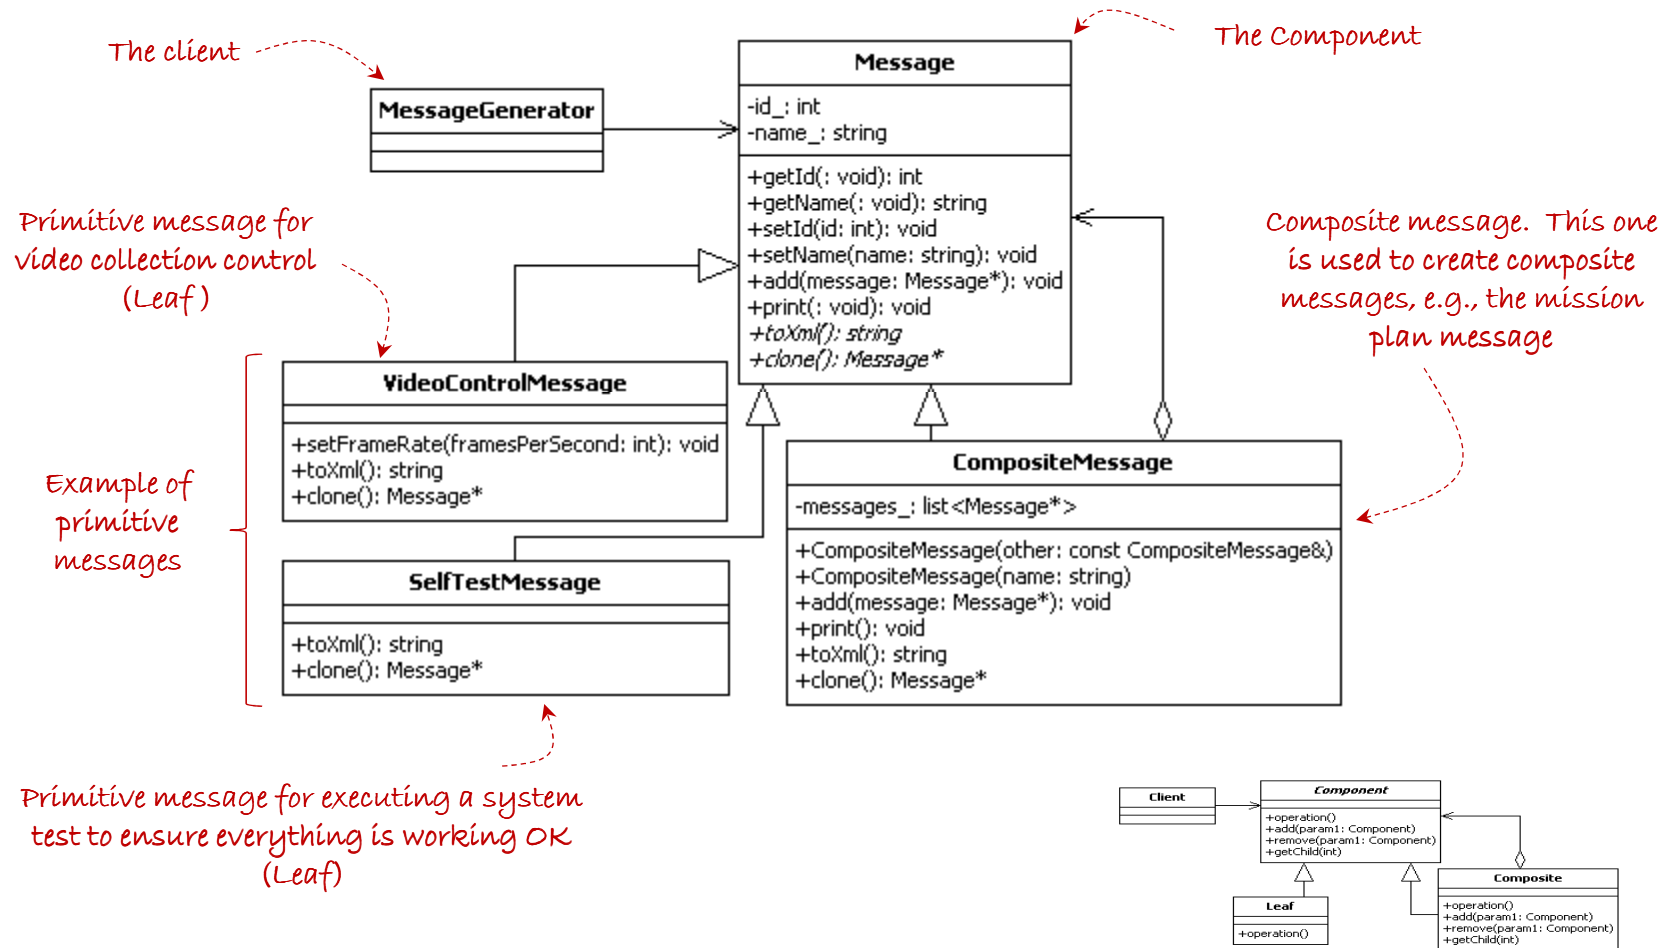 The client
The Component
MessageGenerator
Message
-id_: int
-name_: string
+getId(: void): int
+getName(: void): string
+setId(id: int): void
+setName(name: string): void
+add(message: Message*): void
+print(: void): void
+toXml(): string
+clone(): Message*
Primitive message for
video collection control
(Leaf )
Composite message.  This one
is used to create composite
messages, e.g., the mission
plan message
VideoControlMessage
+setFrameRate(framesPerSecond: int): void
+toXml(): string
+clone(): Message*
Example of
primitive
messages
CompositeMessage
-messages_: list<Message*>
+CompositeMessage(other: const CompositeMessage&)
+CompositeMessage(name: string)
+add(message: Message*): void
+print(): void
+toXml(): string
+clone(): Message*
SelfTestMessage
+toXml(): string
+clone(): Message*
Primitive message for executing a system
test to ensure everything is working OK
(Leaf)
Client
Component
+operation()
+add(param1: Component)
+remove(param1: Component)
+getChild(int)
Leaf
+operation()
Composite
+operation()
+add(param1: Component)
+remove(param1: Component)
+getChild(int)